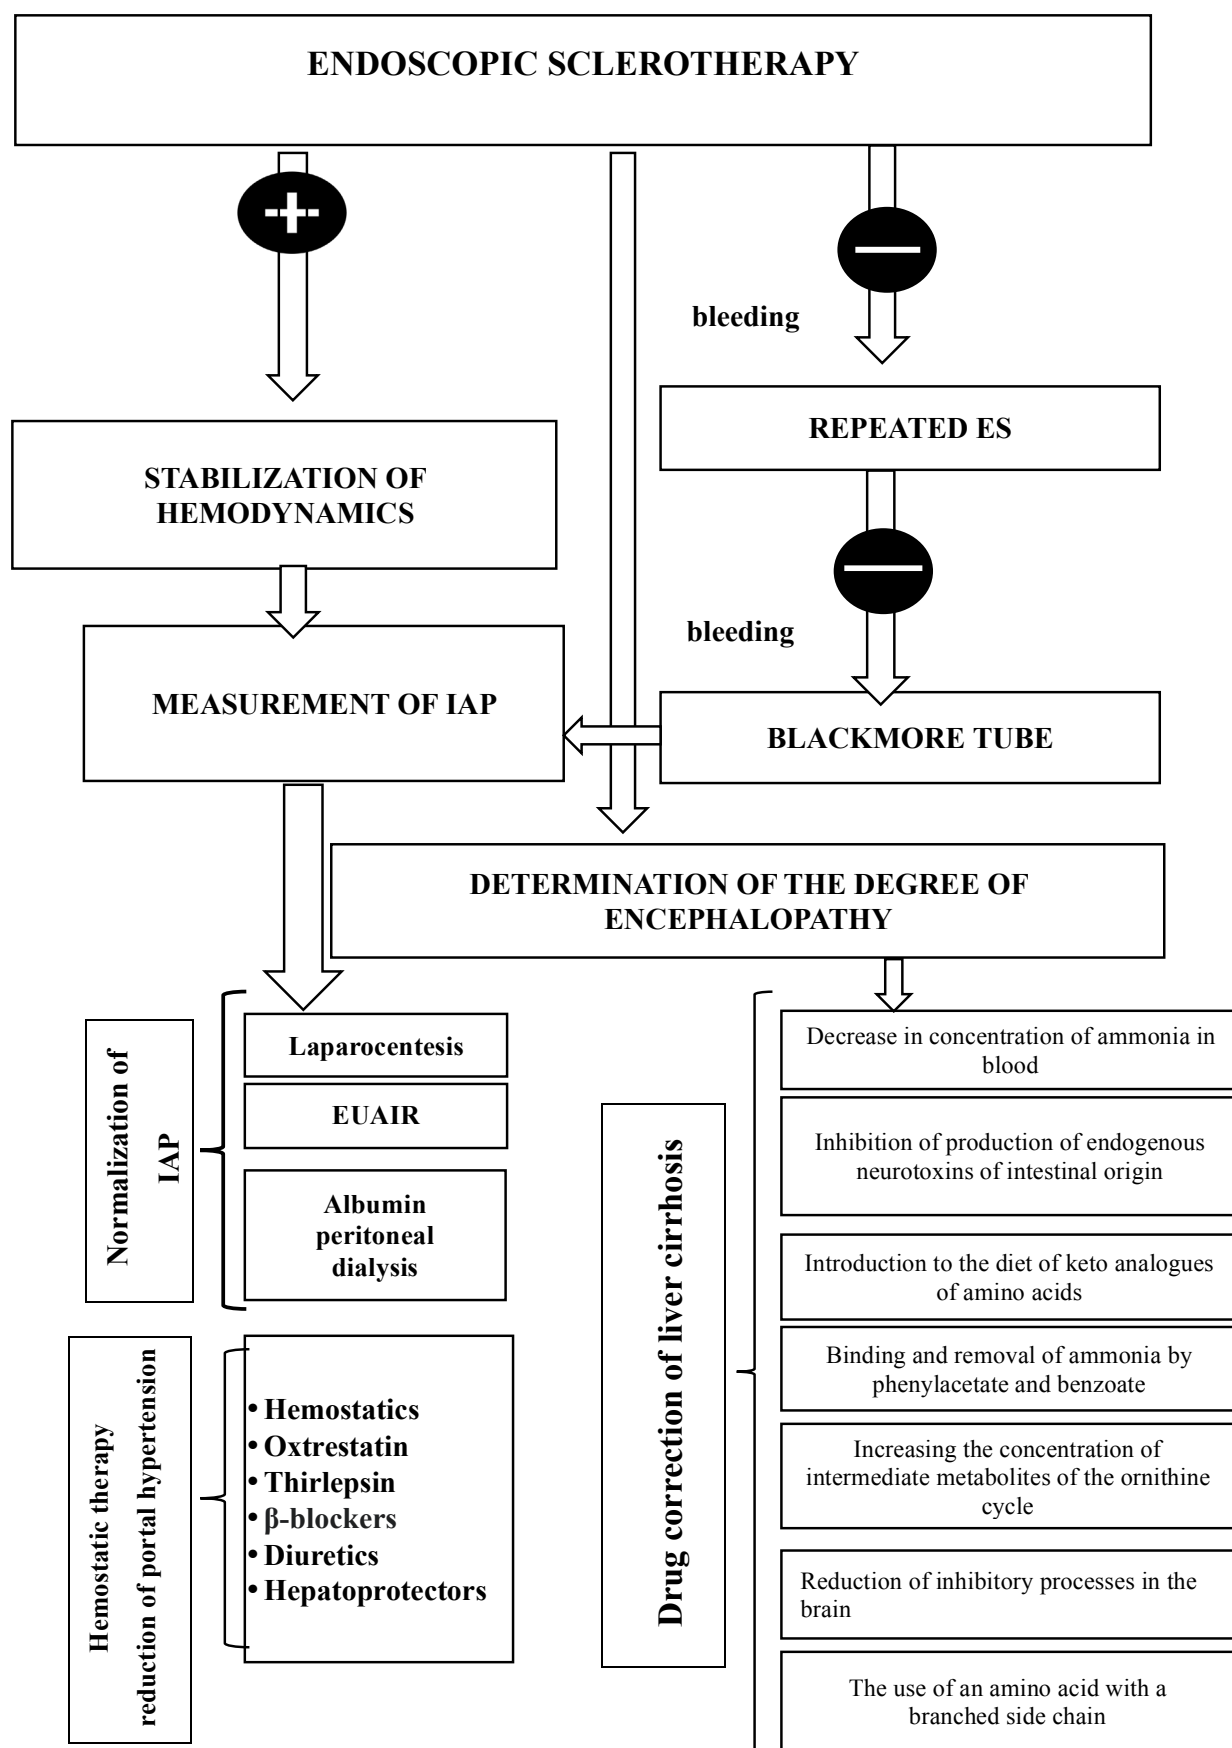 ENDOSCOPIC SCLEROTHERAPY
bleeding
REPEATED ES
STABILIZATION OF
HEMODYNAMICS
bleeding
MEASUREMENT OF IAP
BLACKMORE TUBE
DETERMINATION OF THE DEGREE OF
ENCEPHALOPATHY
Normalization of
IAP
Laparocentesis
EUAIR
Albumin
peritoneal
dialysis
Hemostatic therapy
reduction of portal hypertension
• Hemostatics
• Oxtrestatin
• Thirlepsin
• β-blockers
• Diuretics
• Hepatoprotectors
Drug correction of liver cirrhosis
Decrease in concentration of ammonia in
blood
Inhibition of production of endogenous
neurotoxins of intestinal origin
Introduction to the diet of keto analogues
of amino acids
Binding and removal of ammonia by
phenylacetate and benzoate
Increasing the concentration of
intermediate metabolites of the ornithine
cycle
Reduction of inhibitory processes in the
brain
The use of an amino acid with a
branched side chain